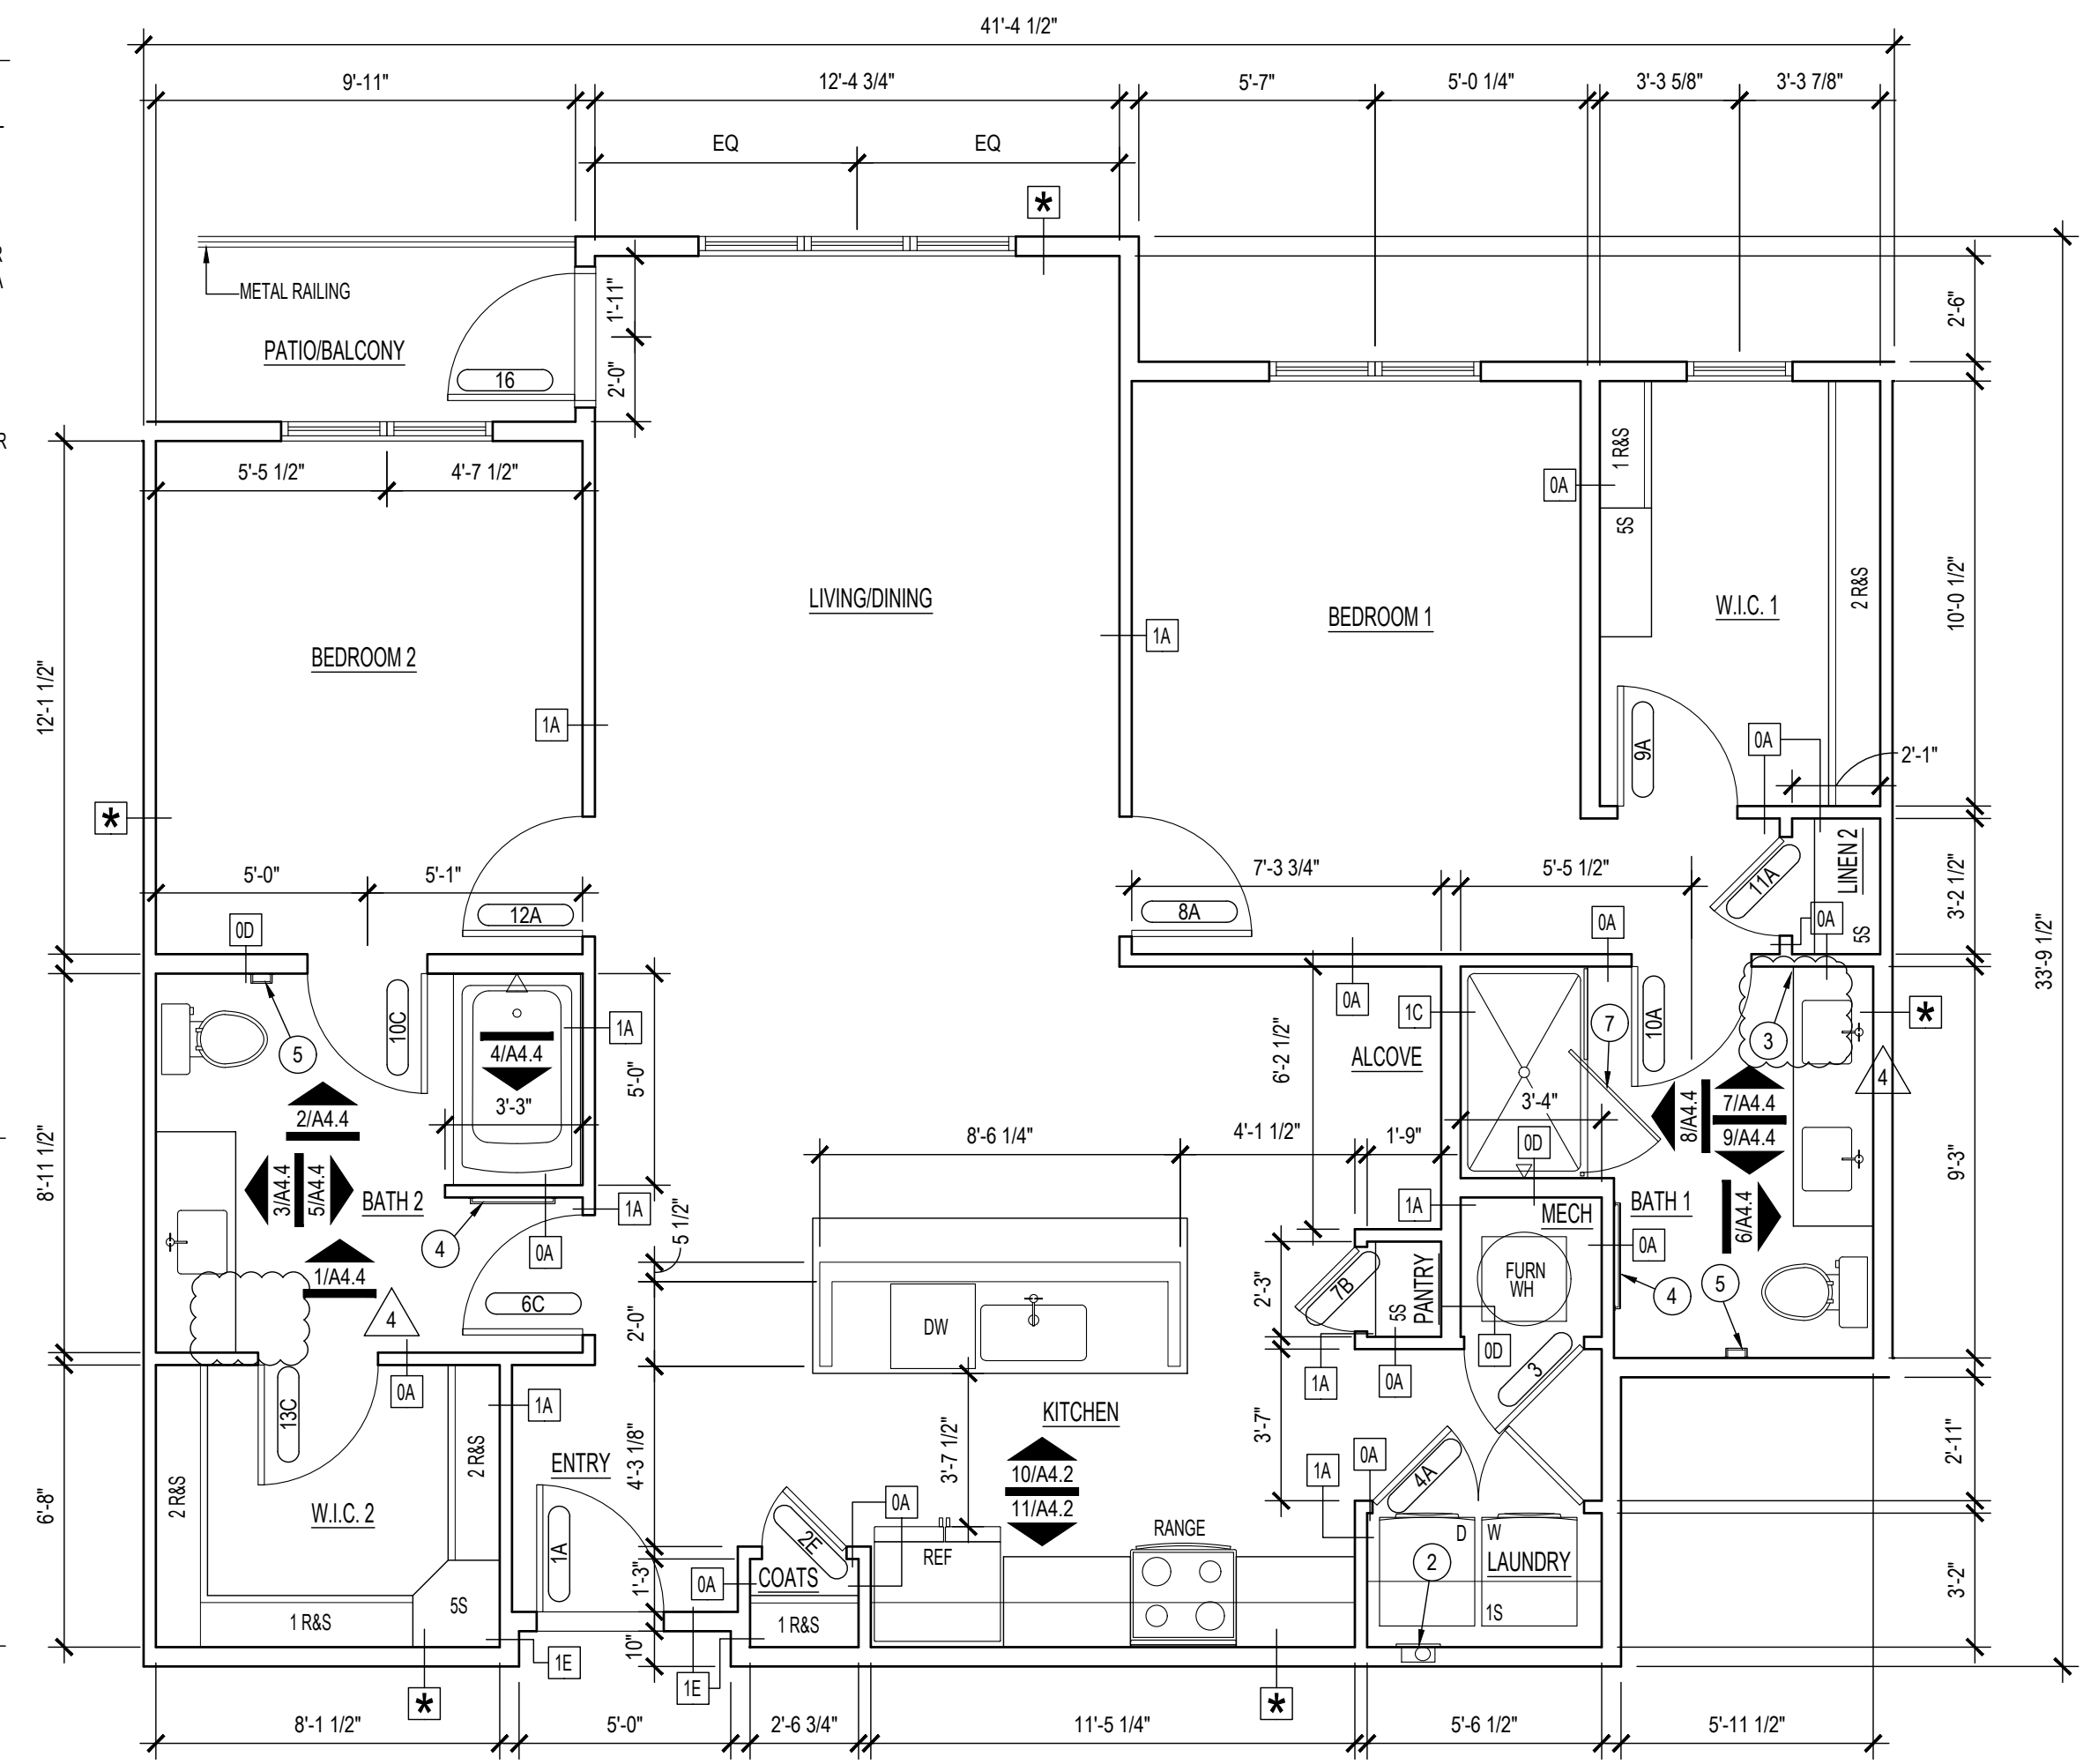 41'-4 1/2"
9'-11"
12'-4 3/4"
5'-7"
5'-0 1/4"
3'-3 5/8"
3'-3 7/8"
EQ
EQ
*
R
A
METAL RAILING
1'-11"
2'-6"
PATIO/BALCONY
16
2'-0"
R
5'-5 1/2"
4'-7 1/2"
1 R&S
0A
5S
LIVING/DINING
BEDROOM 1
W.I.C. 1
2 R&S
10'-0 1/2"
1A
BEDROOM 2
12'-1 1/2"
1A
9A
0A
2'-1"
*
5'-0"
5'-1"
7'-3 3/4"
5'-5 1/2"
11A
LINEN 2
3'-2 1/2"
12A
8A
0D
0A
0A
5S
33'-9 1/2"
10C
5
1A
4/A4.4
3'-3"
5'-0"
6'-2 1/2"
0A
ALCOVE
1C
7
10A
3
*
4
3'-4"
2/A4.4
8/A4.4
7/A4.4
9/A4.4
8'-6 1/4"
4'-1 1/2"
1'-9"
0D
9'-3"
8'-11 1/2"
3/A4.4
5/A4.4
BATH 2
1A
1A
MECH
BATH 1
6/A4.4
4
0A
5 1/2"
0A
1/A4.4
6C
4
FURN
WH
4
5
2'-3"
7B
5S
PANTRY
2'-0"
DW
0D
3
0A
1A
0A
13C
1A
KITCHEN
3'-7"
2'-11"
ENTRY
4'-3 1/8"
3'-7 1/2"
10/A4.2
11/A4.2
1A
0A
4A
2 R&S
2 R&S
W.I.C. 2
6'-8"
1A
2E
0A
REF
RANGE
D
W
2
LAUNDRY
1S
3'-2"
0A
COATS
1'-3"
1 R&S
5S
1 R&S
10"
1E
1E
*
*
8'-1 1/2"
5'-0"
2'-6 3/4"
11'-5 1/4"
5'-6 1/2"
5'-11 1/2"